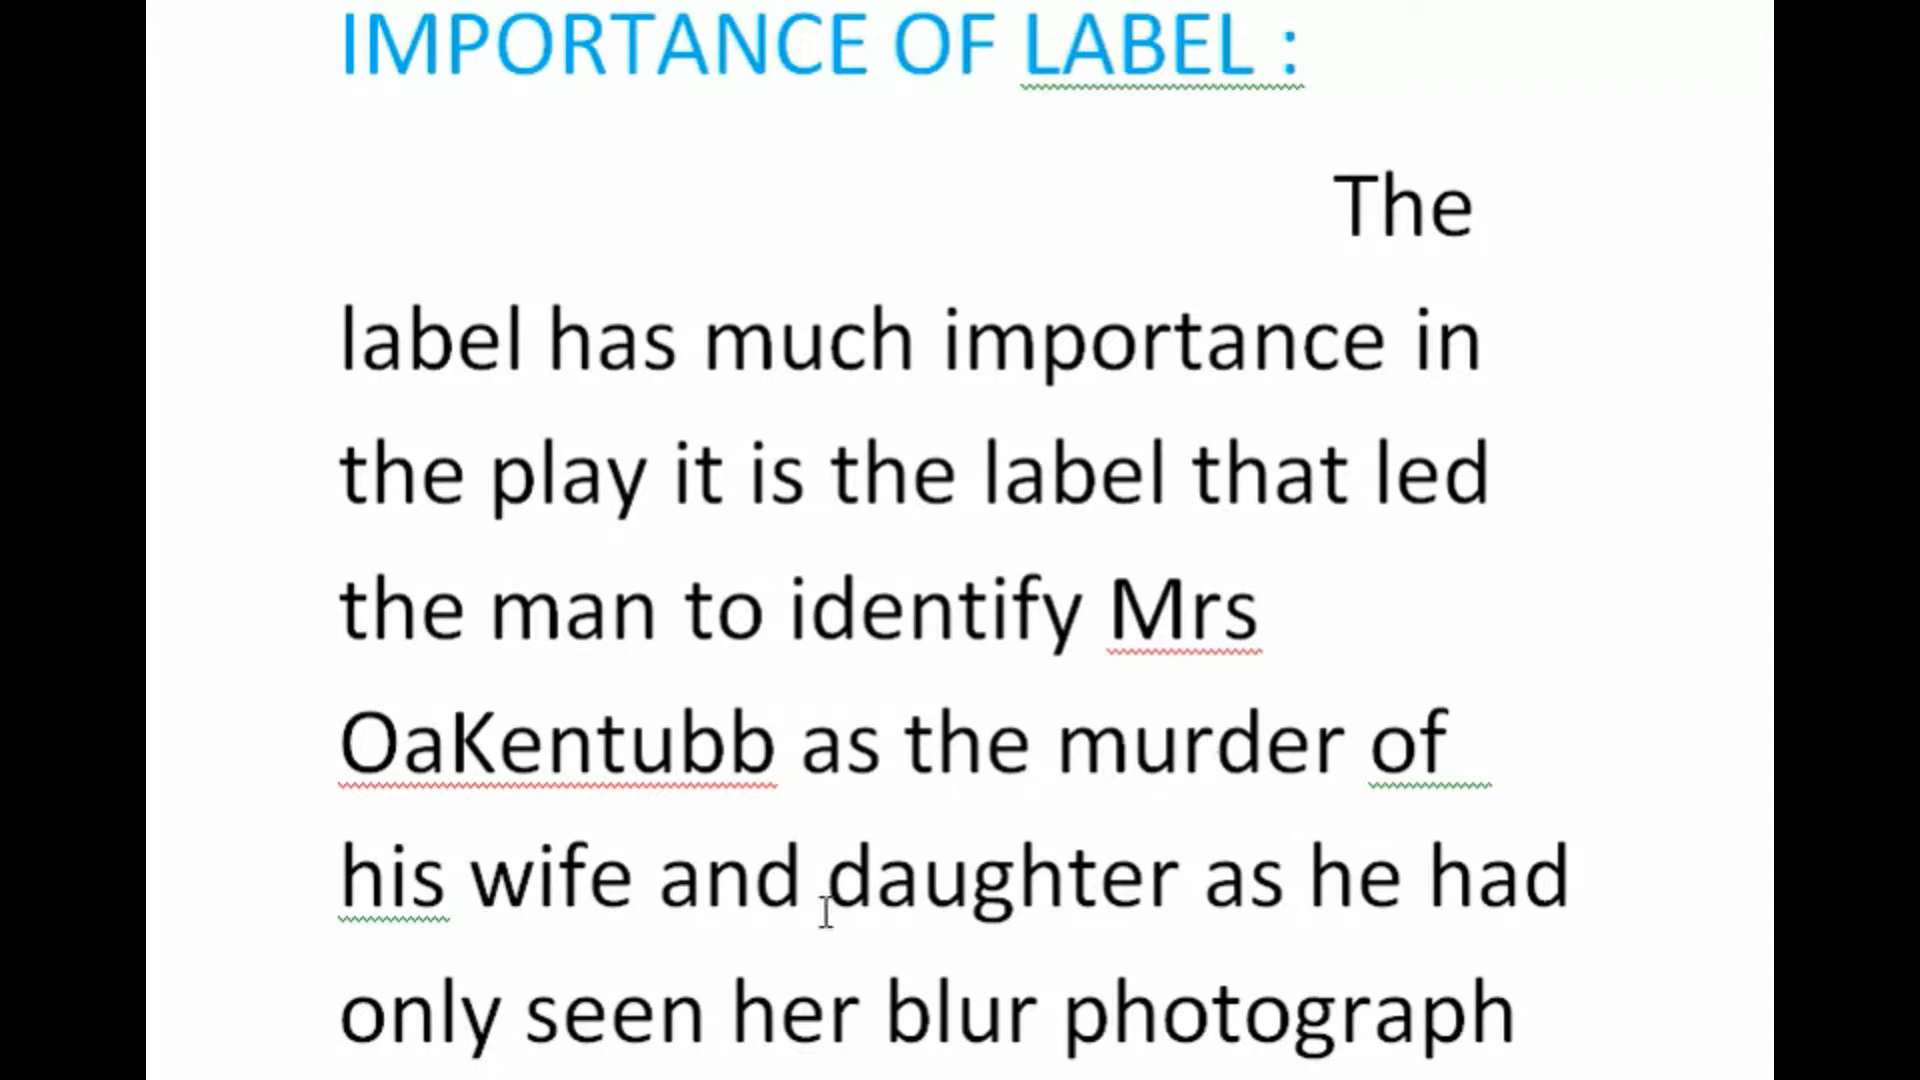 IMPORTANCE OF LABEL :
The
label has much importance in
the play it is the label that led
the man to identify Mrs
OaKentubb as the murder of
his wife and daughter as he had
only seen her blur photograph